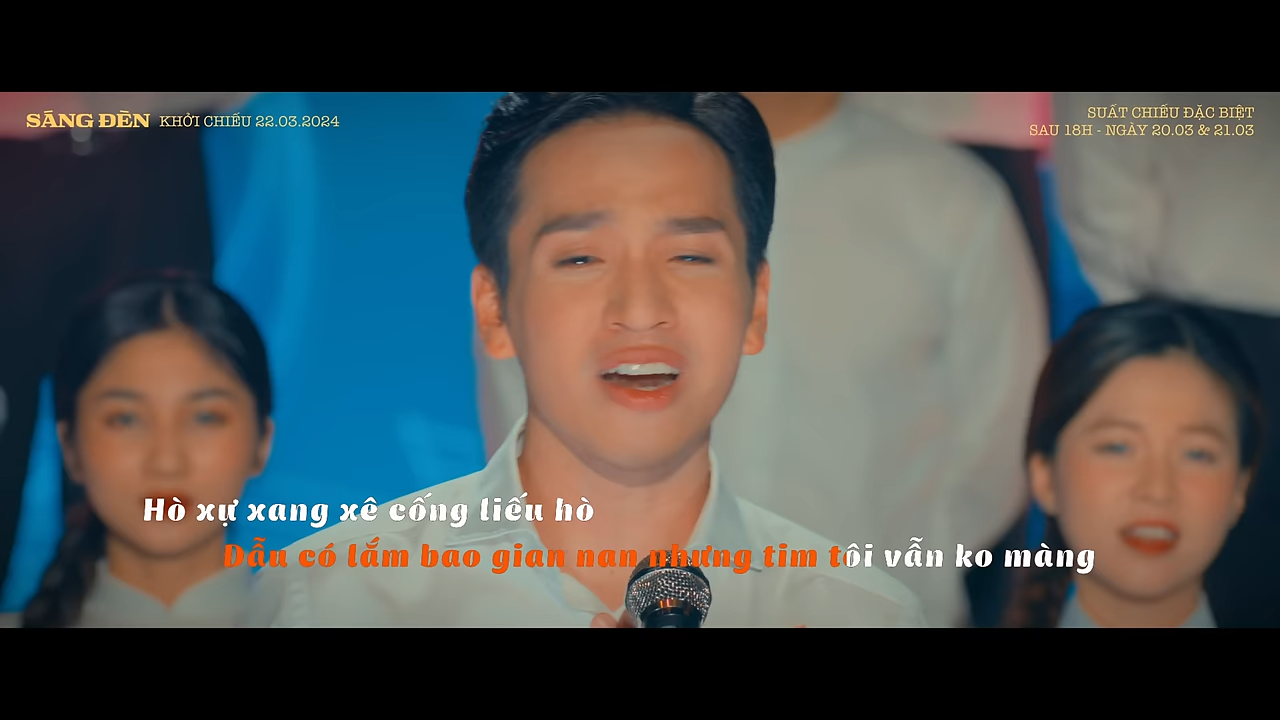 SÁNG ĐÈN KHỞI CHIẾU 22.03.2024
SUẤT CHIẾU ĐẶC BIỆT
SAU 18H - NGÀY 20.03 & 21.03
Hò xự xang xê cống liếu hò
Dẫu có lắm bao gian nan nhưng tim tôi vẫn ko màng